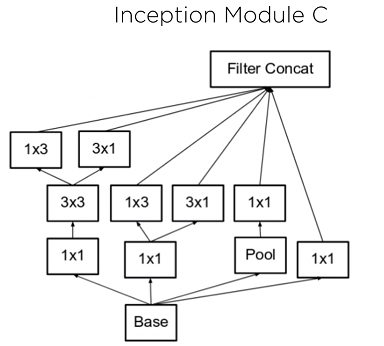 Inception Module C
Filter Concat
1x3 3x1
3x3 1x3 3x1 1x1
1x1 1x1 Pool 1x1
Base